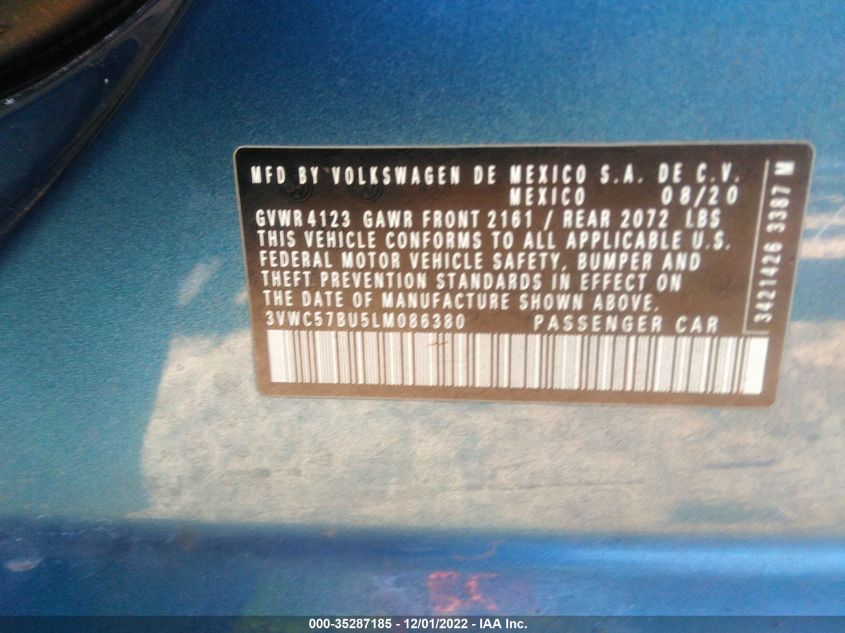 MFD BY VOLKSWAGEN DE MEXICO S.A. DE C.V.
MEXICO 08/20
GVWR 4123 GAWR FRONT 2161 / REAR 2072 LBS
THIS VEHICLE CONFORMS TO ALL APPLICABLE U.S.
FEDERAL MOTOR VEHICLE SAFETY, BUMPER AND
THEFT PREVENTION STANDARDS IN EFFECT ON
THE DATE OF MANUFACTURE SHOWN ABOVE.
3VWC57BU5LM086380 PASSENGER CAR
3421426 3387 M
000-35287185 - 12/01/2022 - IAA Inc.